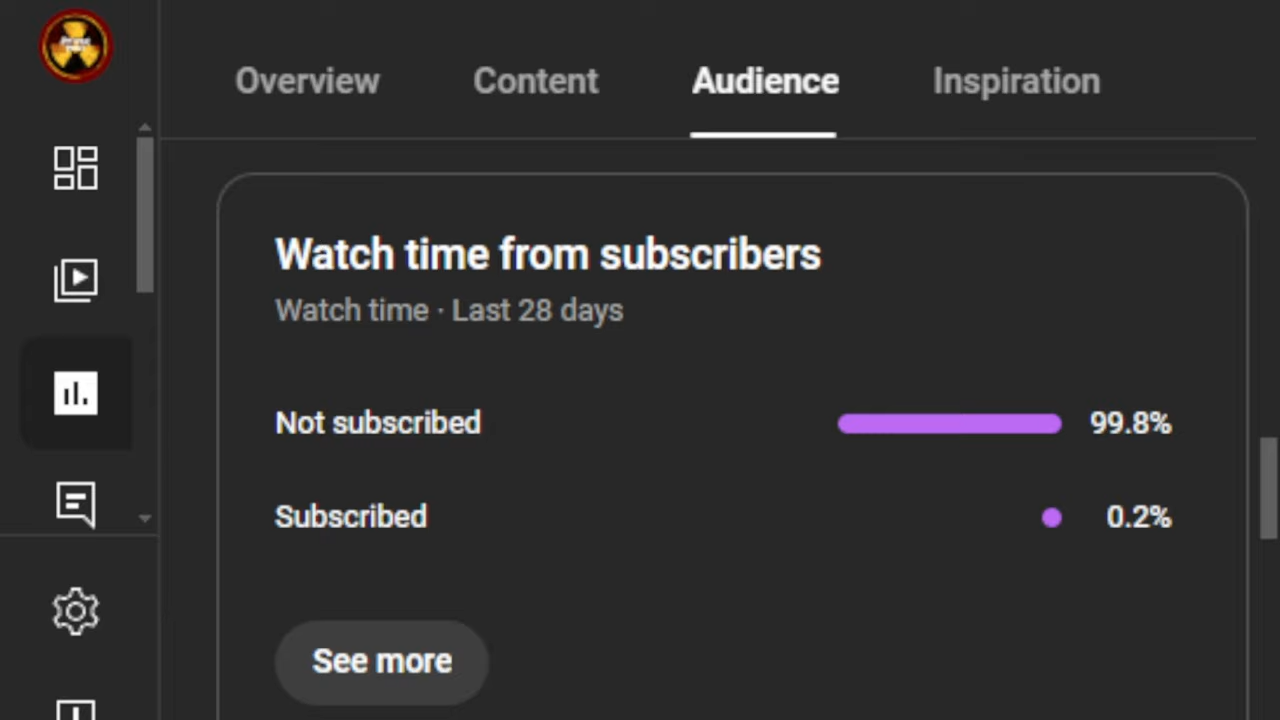 Overview Content Audience Inspiration
Watch time from subscribers
Watch time · Last 28 days
Not subscribed 99.8%
Subscribed 0.2%
See more